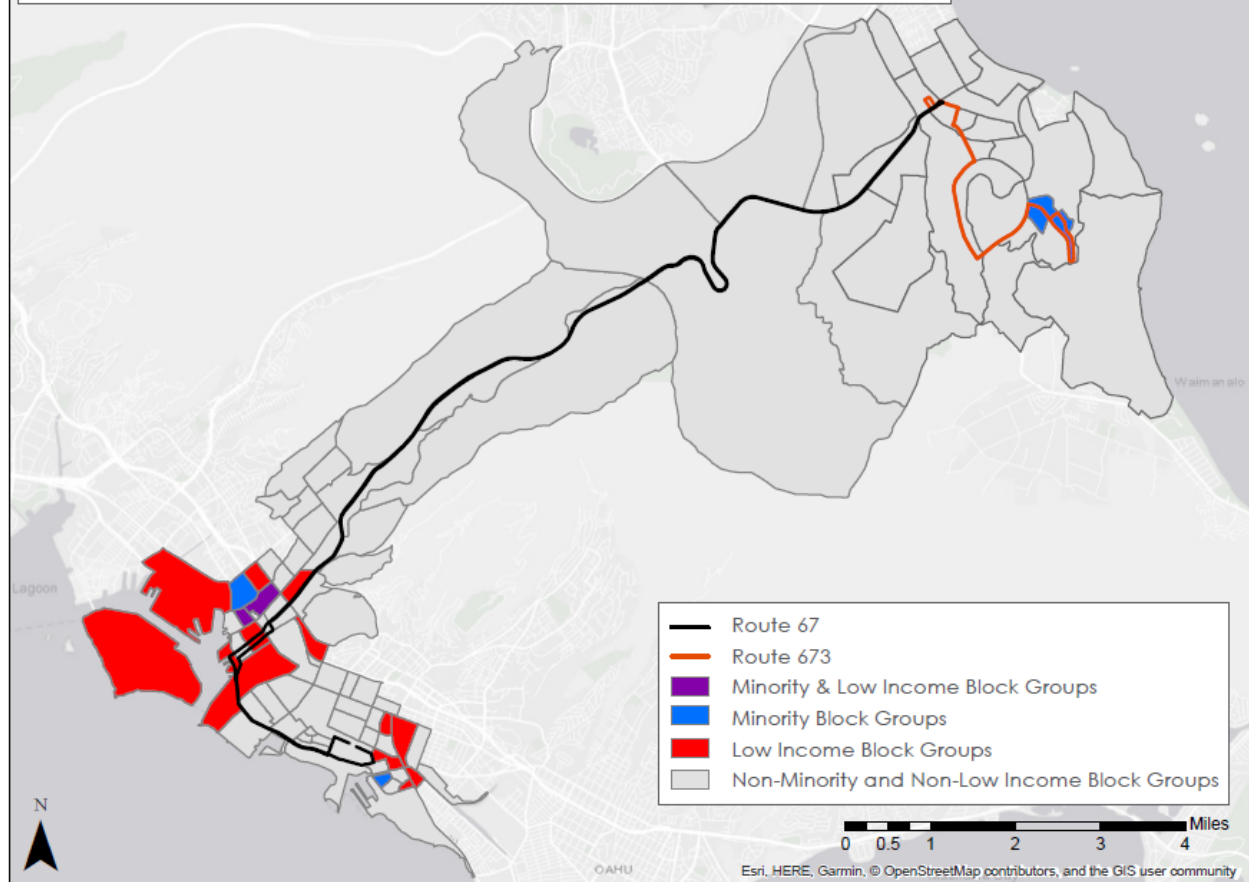 Waimanalo
Lagoon
Route 67
Route 673
Minority & Low Income Block Groups
Minority Block Groups
Low Income Block Groups
Non-Minority and Non-Low Income Block Groups
N
Miles
0 0.5 1 2 3 4
OAHU
Esri, HERE, Garmin, © OpenStreetMap contributors, and the GIS user community